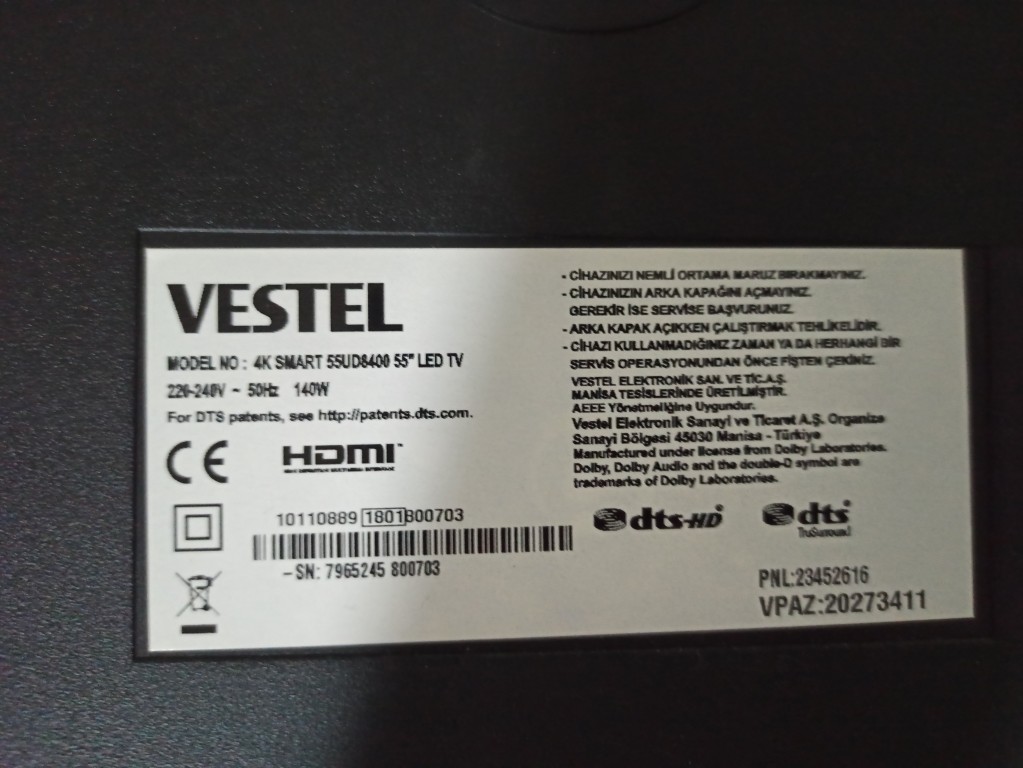 VESTEL
MODEL NO : 4K SMART 55UD8400 55" LED TV
220-240V ~ 50Hz 140W
For DTS patents, see http://patents.dts.com.
CE
HDMI™
10110889 1801800703
-SN: 7965245 800703
- CİHAZINIZI NEMLİ ORTAMA MARUZ BIRAKMAYINIZ.
- CİHAZINIZIN ARKA KAPAĞINI AÇMAYINIZ.
GEREKİR İSE SERVİSE BAŞVURUNUZ.
- ARKA KAPAK AÇIKKEN ÇALIŞTIRMAK TEHLİKELİDİR.
- CİHAZI KULLANMADIĞINIZ ZAMAN YA DA HERHANGİ BİR
SERVİS OPERASYONUNDAN ÖNCE FİŞTEN ÇEKİNİZ.
VESTEL ELEKTRONİK SAN. VE TİC.A.Ş.
MANİSA TESİSLERİNDE ÜRETİLMİŞTİR.
AEEE Yönetmeliğine Uygundur.
Vestel Elektronik Sanayi ve Ticaret A.Ş. Organize
Sanayi Bölgesi 45030 Manisa - Türkiye
Manufactured under license from Dolby Laboratories.
Dolby, Dolby Audio and the double-D symbol are
trademarks of Dolby Laboratories.
dts-HD
dts
TruSurround
PNL:23452616
VPAZ:20273411